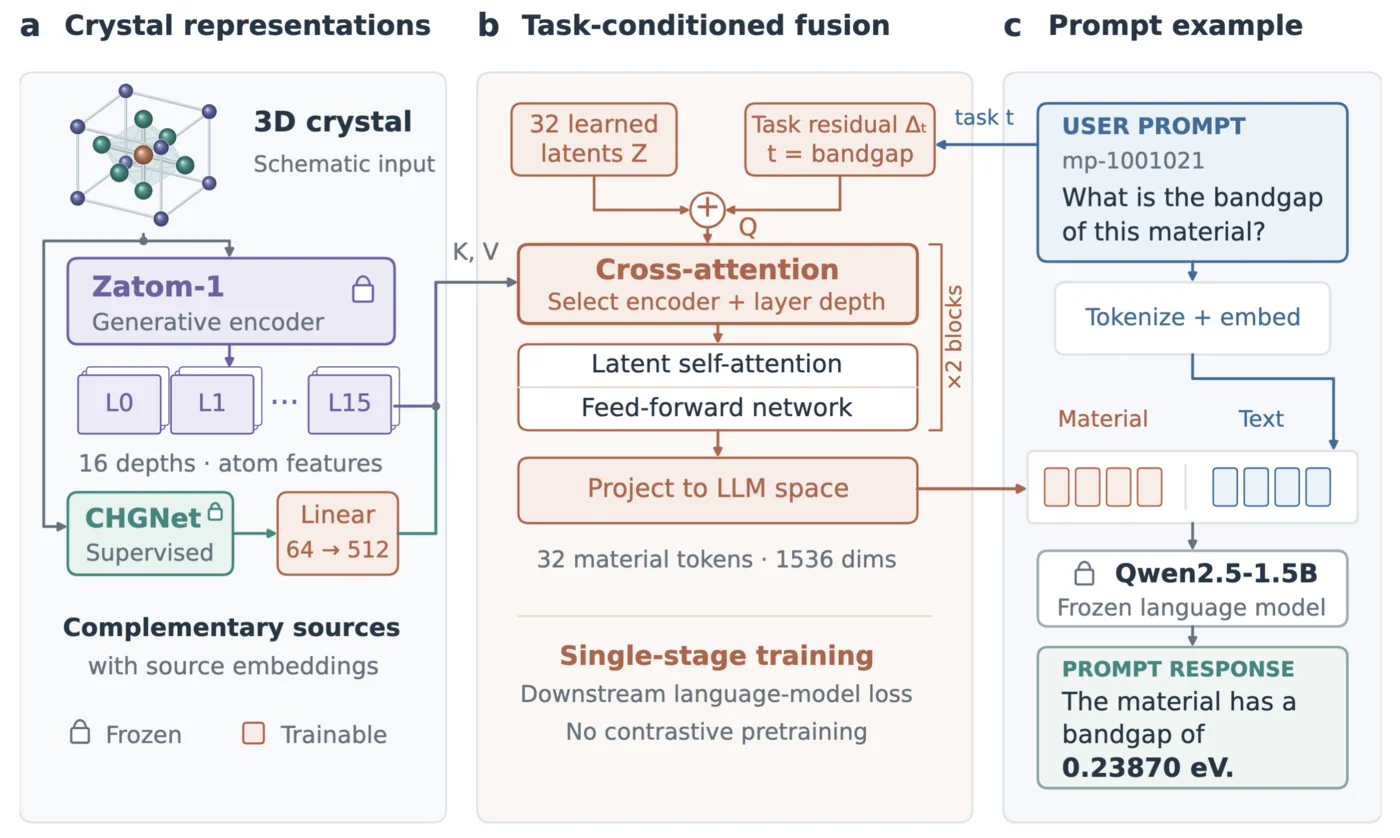 a Crystal representations
3D crystal
Schematic input
Zatom-1
Generative encoder
L0 L1 ··· L15
16 depths · atom features
CHGNet
Supervised
Linear
64 → 512
Complementary sources
with source embeddings
Frozen
Trainable
K, V
b Task-conditioned fusion
32 learned
latents Z
Task residual Δₜ
t = bandgap
+
Q
Cross-attention
Select encoder + layer depth
Latent self-attention
Feed-forward network
×2 blocks
Project to LLM space
32 material tokens · 1536 dims
Single-stage training
Downstream language-model loss
No contrastive pretraining
task t
c Prompt example
USER PROMPT
mp-1001021
What is the bandgap
of this material?
Tokenize + embed
Material
Text
Qwen2.5-1.5B
Frozen language model
PROMPT RESPONSE
The material has a
bandgap of
0.23870 eV.